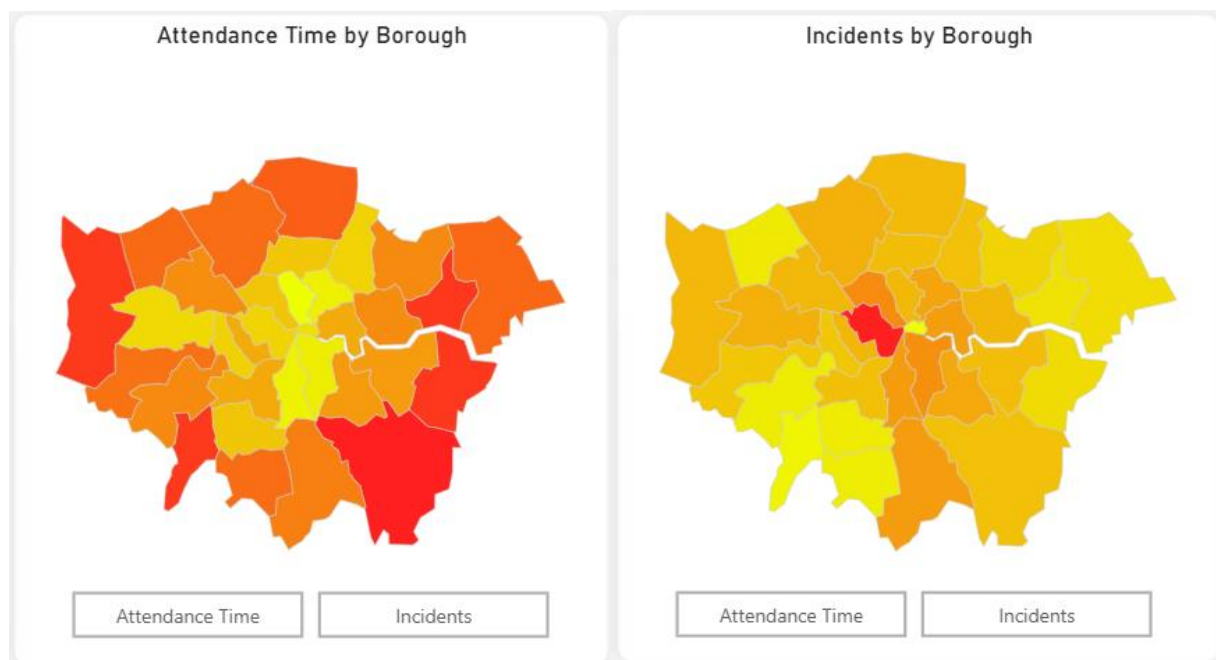 Attendance Time by Borough
Attendance Time
Incidents
Incidents by Borough
Attendance Time
Incidents